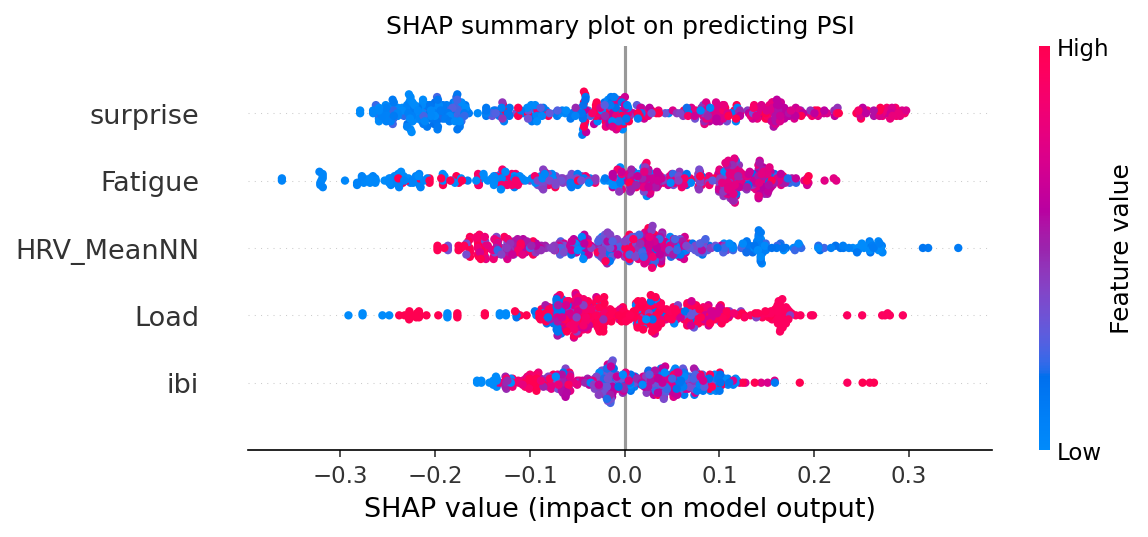 SHAP summary plot on predicting PSI
High
surprise
Fatigue
HRV_MeanNN
Load
ibi
Feature value
Low
−0.3 −0.2 −0.1 0.0 0.1 0.2 0.3
SHAP value (impact on model output)